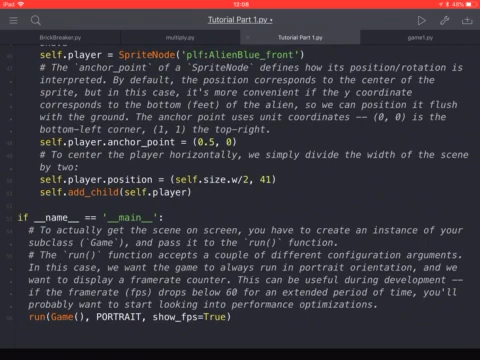 iPad
12:08
48%
Tutorial Part 1.py
BrickBreaker.py
multiply.py
Tutorial Part 1.py
game1.py
self.player = SpriteNode('plf:AlienBlue_front')
# The `anchor_point` of a `SpriteNode` defines how its position/rotation is
interpreted. By default, the position corresponds to the center of the
sprite, but in this case, it's more convenient if the y coordinate
corresponds to the bottom (feet) of the alien, so we can position it flush
with the ground. The anchor point uses unit coordinates -- (0, 0) is the
bottom-left corner, (1, 1) the top-right.
self.player.anchor_point = (0.5, 0)
# To center the player horizontally, we simply divide the width of the scene
by two:
self.player.position = (self.size.w/2, 41)
self.add_child(self.player)
if __name__ == '__main__':
# To actually get the scene on screen, you have to create an instance of your
subclass (`Game`), and pass it to the `run()` function.
# The `run()` function accepts a couple of different configuration arguments.
In this case, we want the game to always run in portrait orientation, and we
want to display a framerate counter. This can be useful during development --
if the framerate (fps) drops below 60 for an extended period of time, you'll
probably want to start looking into performance optimizations.
run(Game(), PORTRAIT, show_fps=True)